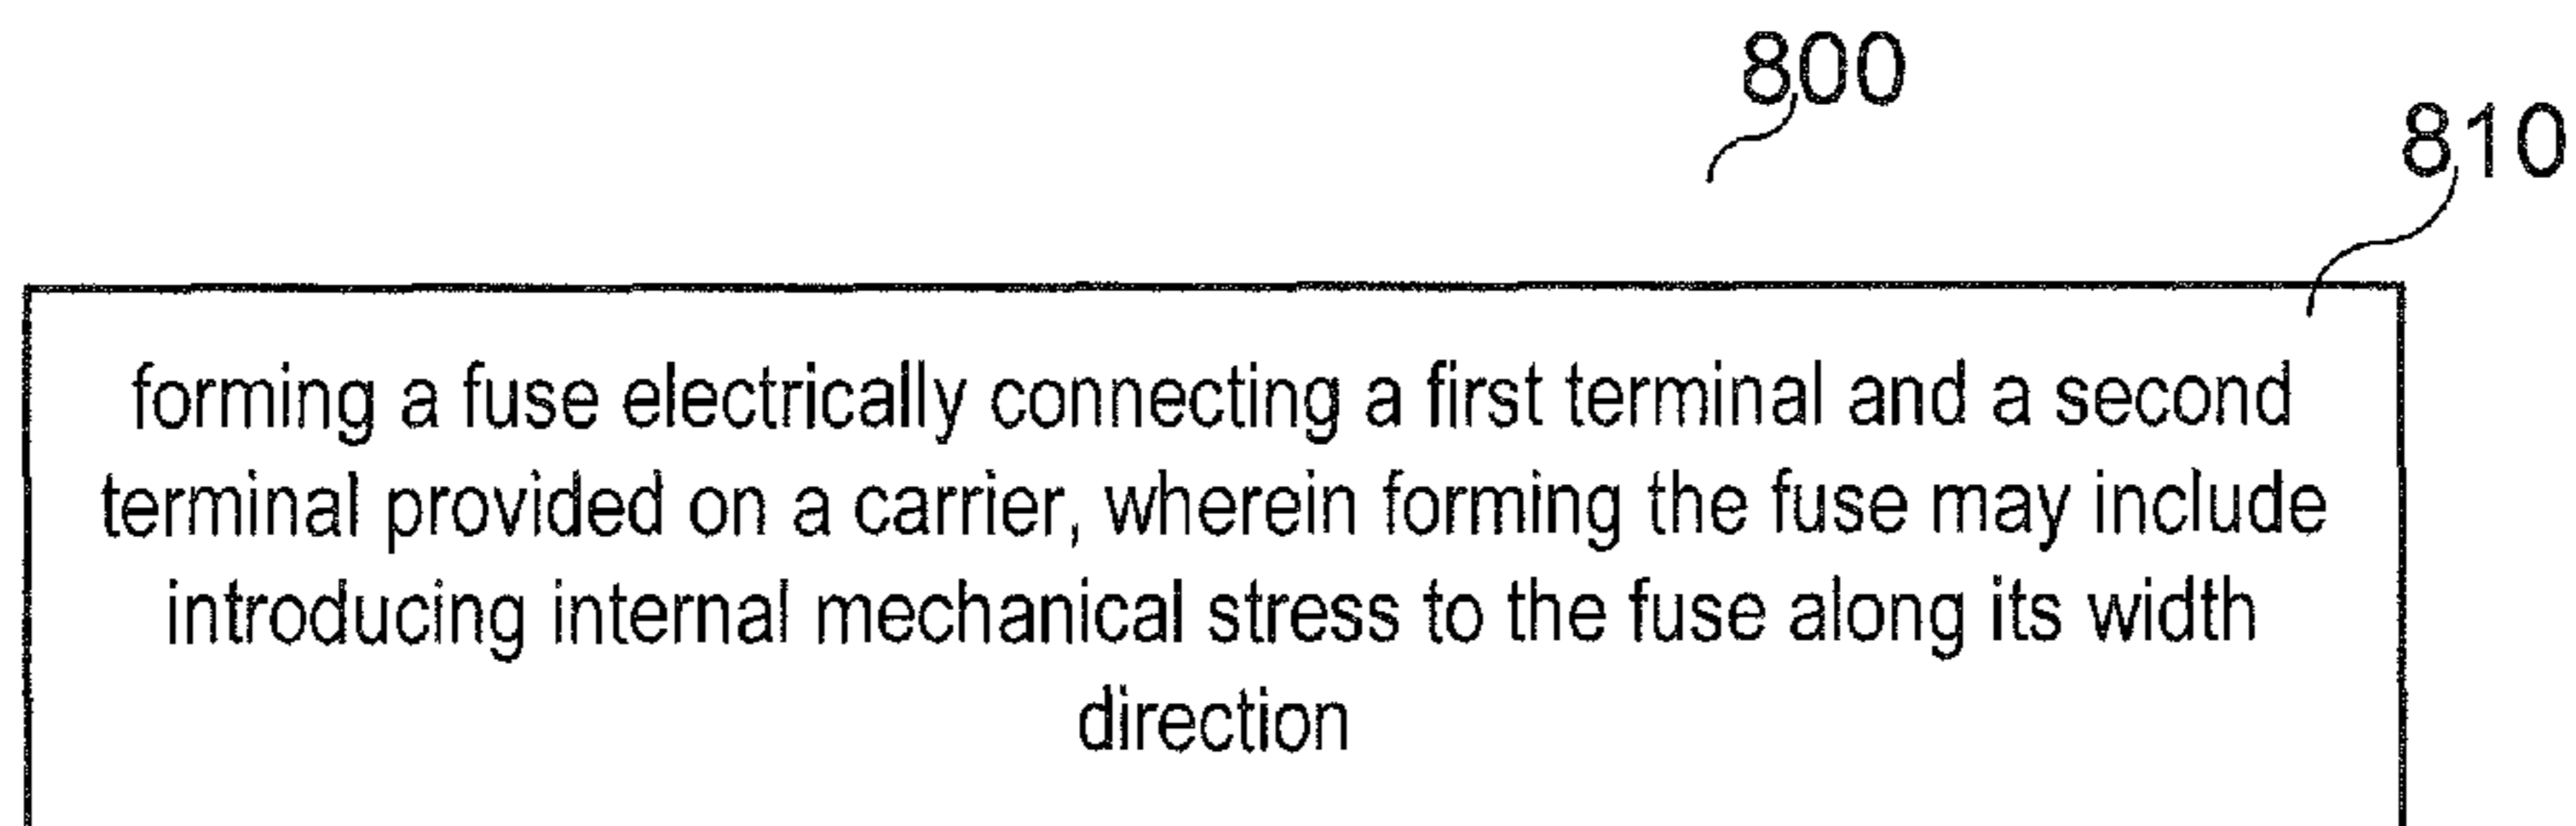 800
810
forming a fuse electrically connecting a first terminal and a second
terminal provided on a carrier, wherein forming the fuse may include
introducing internal mechanical stress to the fuse along its width
direction